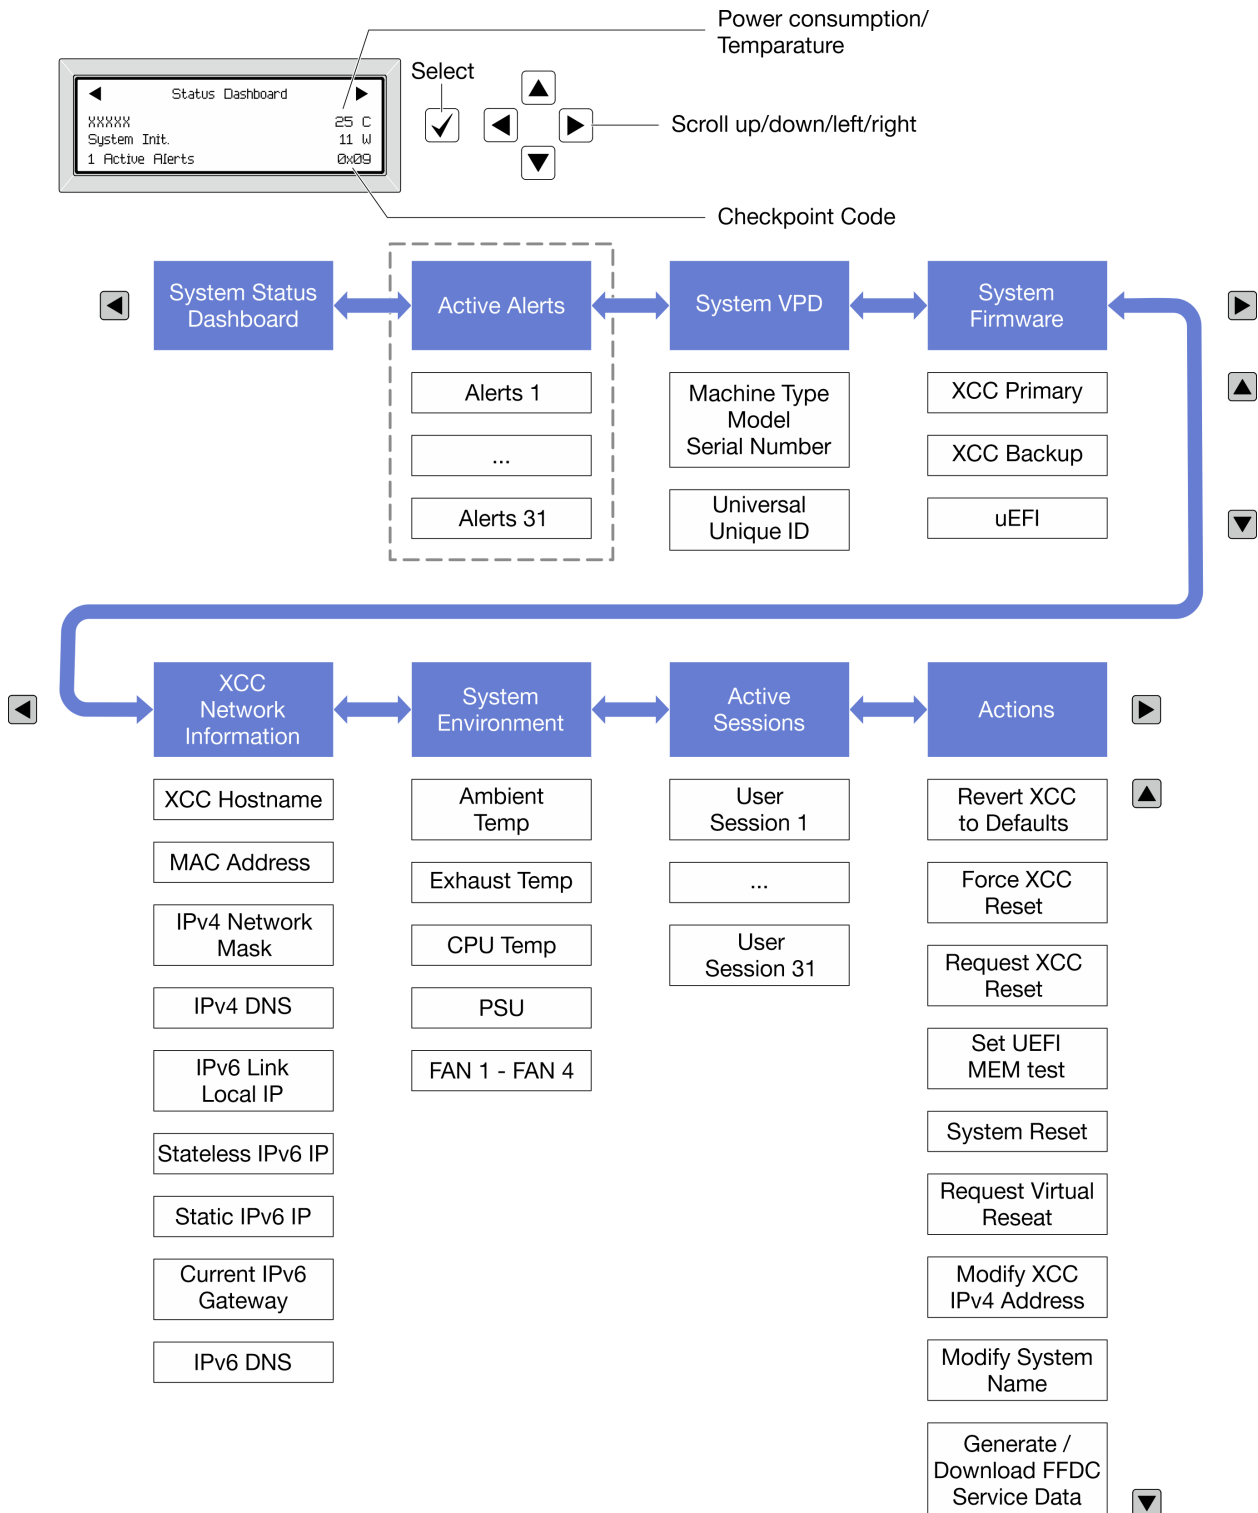 Power consumption/
Temparature
Select
Status Dashboard
XXXXX 25 C
System Init. 11 W
1 Active Alerts 0x09
Scroll up/down/left/right
Checkpoint Code
System Status
Dashboard
Active Alerts
System VPD
System
Firmware
Alerts 1
...
Alerts 31
Machine Type
Model
Serial Number
Universal
Unique ID
XCC Primary
XCC Backup
uEFI
XCC
Network
Information
System
Environment
Active
Sessions
Actions
XCC Hostname
MAC Address
IPv4 Network
Mask
IPv4 DNS
IPv6 Link
Local IP
Stateless IPv6 IP
Static IPv6 IP
Current IPv6
Gateway
IPv6 DNS
Ambient
Temp
Exhaust Temp
CPU Temp
PSU
FAN 1 - FAN 4
User
Session 1
...
User
Session 31
Revert XCC
to Defaults
Force XCC
Reset
Request XCC
Reset
Set UEFI
MEM test
System Reset
Request Virtual
Reseat
Modify XCC
IPv4 Address
Modify System
Name
Generate /
Download FFDC
Service Data